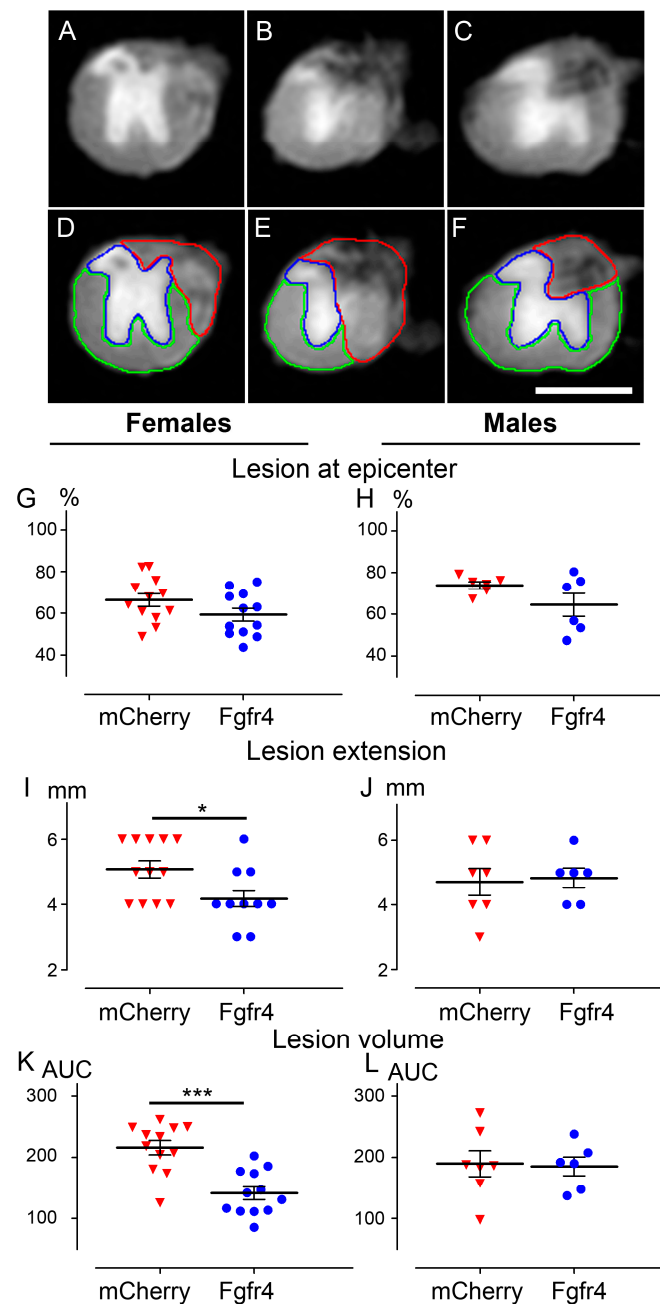 A B C
D E F
Females Males
Lesion at epicenter
G % H %
100 100
80 80
60 60
40 40
mCherry Fgfr4 mCherry Fgfr4
Lesion extension
I mm J mm
* 
6 6
4 4
2 2
mCherry Fgfr4 mCherry Fgfr4
Lesion volume
K AUC L AUC
***
300 300
200 200
100 100
mCherry Fgfr4 mCherry Fgfr4